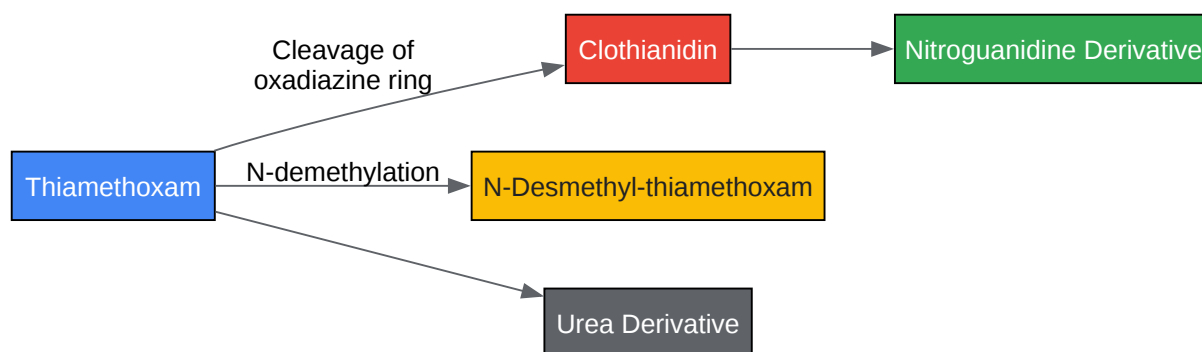 Cleavage of
oxadiazine ring
Clothianidin
Nitroguanidine Derivative
Thiamethoxam
N-demethylation
N-Desmethyl-thiamethoxam
Urea Derivative